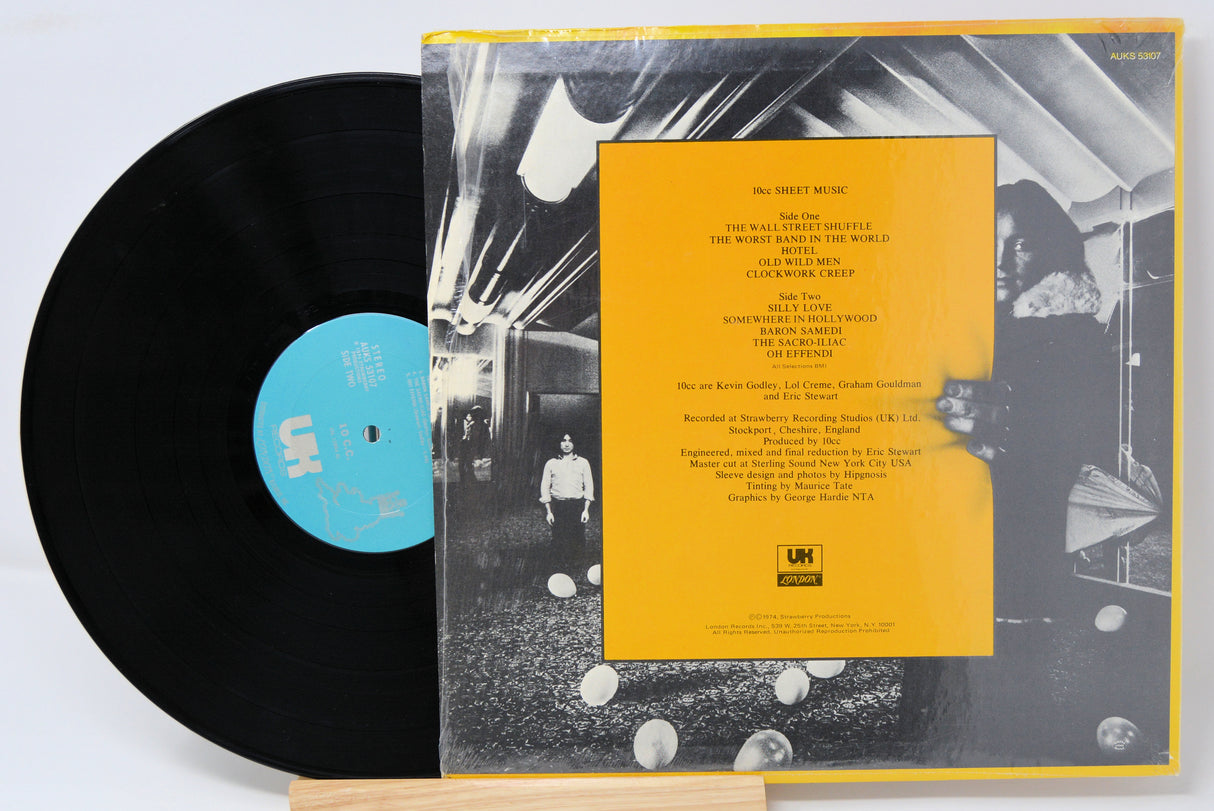 AUKS 53107
10cc SHEET MUSIC
Side One
THE WALL STREET SHUFFLE
THE WORST BAND IN THE WORLD
HOTEL
OLD WILD MEN
CLOCKWORK CREEP
Side Two
SILLY LOVE
SOMEWHERE IN HOLLYWOOD
BARON SAMEDI
THE SACRO-ILIAC
OH EFFENDI
All Selections BMI
10cc are Kevin Godley, Lol Creme, Graham Gouldman
and Eric Stewart
Recorded at Strawberry Recording Studios (UK) Ltd.
Stockport, Cheshire, England
Produced by 10cc
Engineered, mixed and final reduction by Eric Stewart
Master cut at Sterling Sound New York City USA
Sleeve design and photos by Hipgnosis
Tinting by Maurice Tate
Graphics by George Hardie NTA
UK
RECORDS
LONDON
℗©1974, Strawberry Productions
London Records Inc., 539 W. 25th Street, New York, N.Y. 10001
All Rights Reserved. Unauthorized Reproduction Prohibited
STEREO
AUKS 53107
SIDE TWO
10 C.C.
UK
RECORDS